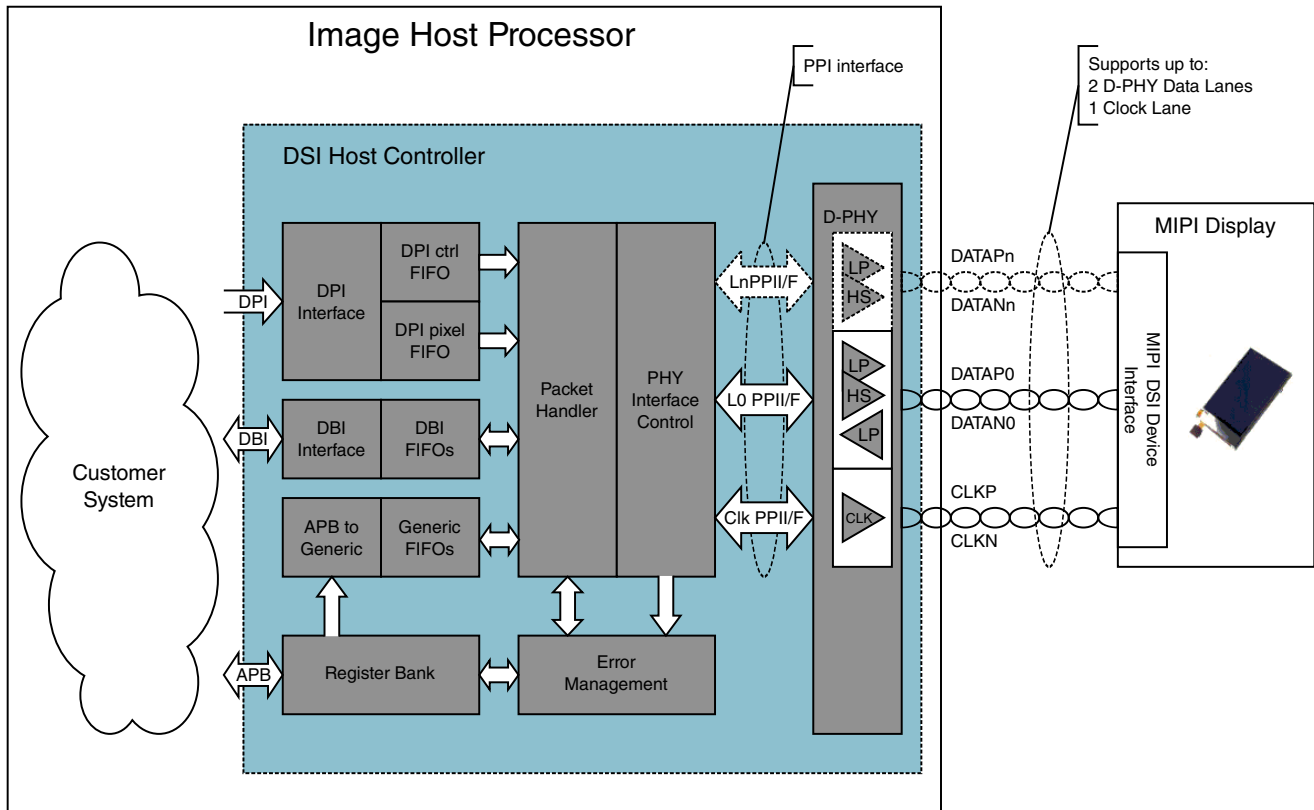 Image Host Processor
PPI interface
Supports up to:
2 D-PHY Data Lanes
1 Clock Lane
DSI Host Controller
Customer
System
DPI
DPI
Interface
DPI ctrl
FIFO
DPI pixel
FIFO
DBI
DBI
Interface
DBI
FIFOs
APB to
Generic
Generic
FIFOs
APB
Register Bank
Packet
Handler
PHY
Interface
Control
Error
Management
LnPPII/F
L0 PPII/F
Clk PPII/F
D-PHY
LP
HS
LP
HS
LP
CLK
DATAPn
DATANn
DATAP0
DATAN0
CLKP
CLKN
MIPI Display
MIPI DSI Device
Interface